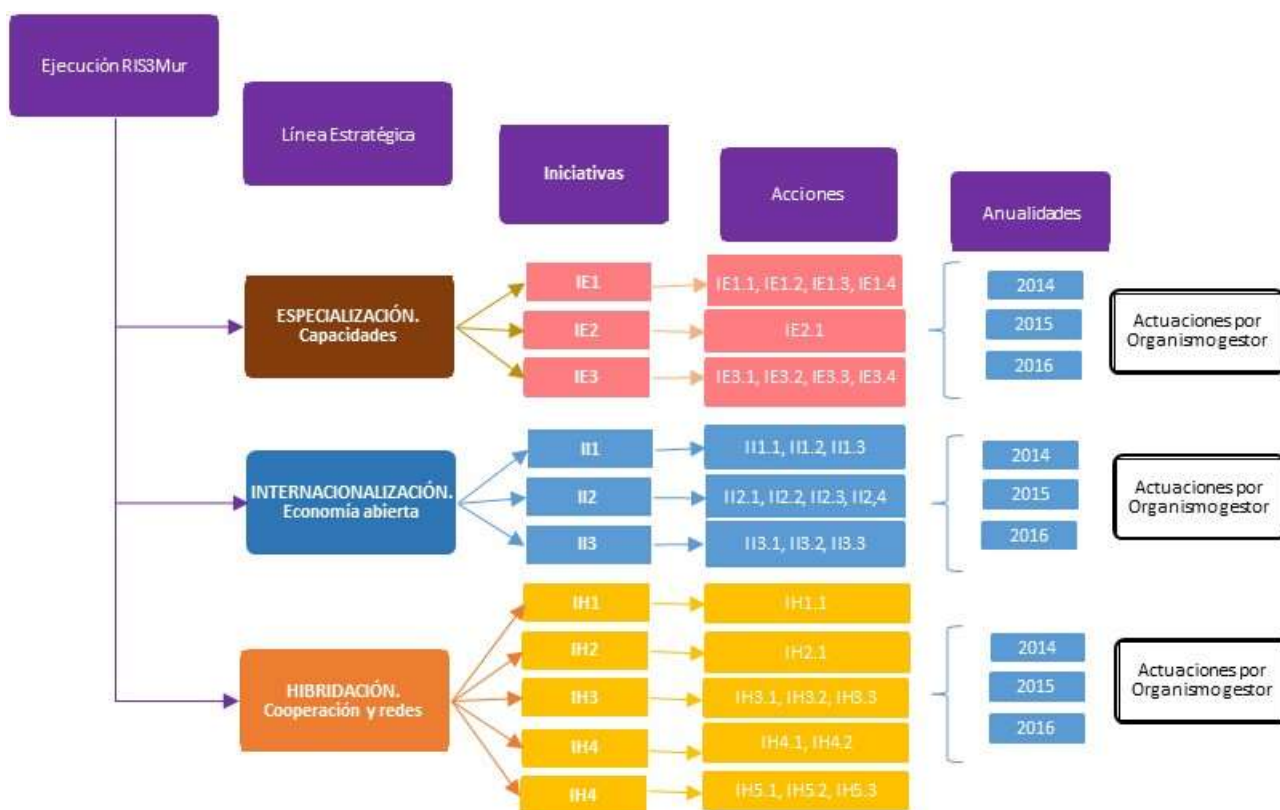 Ejecución RIS3Mur
Línea Estratégica
Iniciativas
Acciones
Anualidades
ESPECIALIZACIÓN.
Capacidades
IE1
IE1.1, IE1.2, IE1.3, IE1.4
IE2
IE2.1
IE3
IE3.1, IE3.2, IE3.3, IE3.4
2014
2015
2016
Actuaciones por
Organismo gestor
INTERNACIONALIZACIÓN.
Economía abierta
II1
II1.1, II1.2, II1.3
II2
II2.1, II2.2, II2.3, II2,4
II3
II3.1, II3.2, II3.3
2014
2015
2016
Actuaciones por
Organismo gestor
HIBRIDACIÓN.
Cooperación y redes
IH1
IH1.1
IH2
IH2.1
IH3
IH3.1, IH3.2, IH3.3
IH4
IH4.1, IH4.2
IH4
IH5.1, IH5.2, IH5.3
2014
2015
2016
Actuaciones por
Organismo gestor